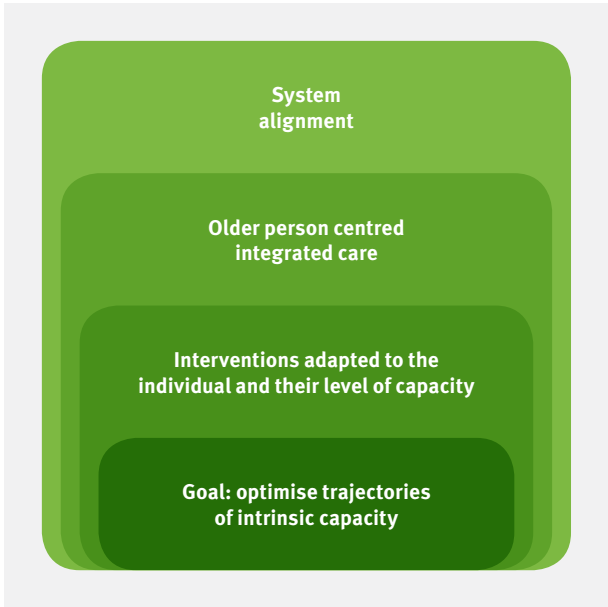 System
alignment
Older person centred
integrated care
Interventions adapted to the
individual and their level of capacity
Goal: optimise trajectories
of intrinsic capacity